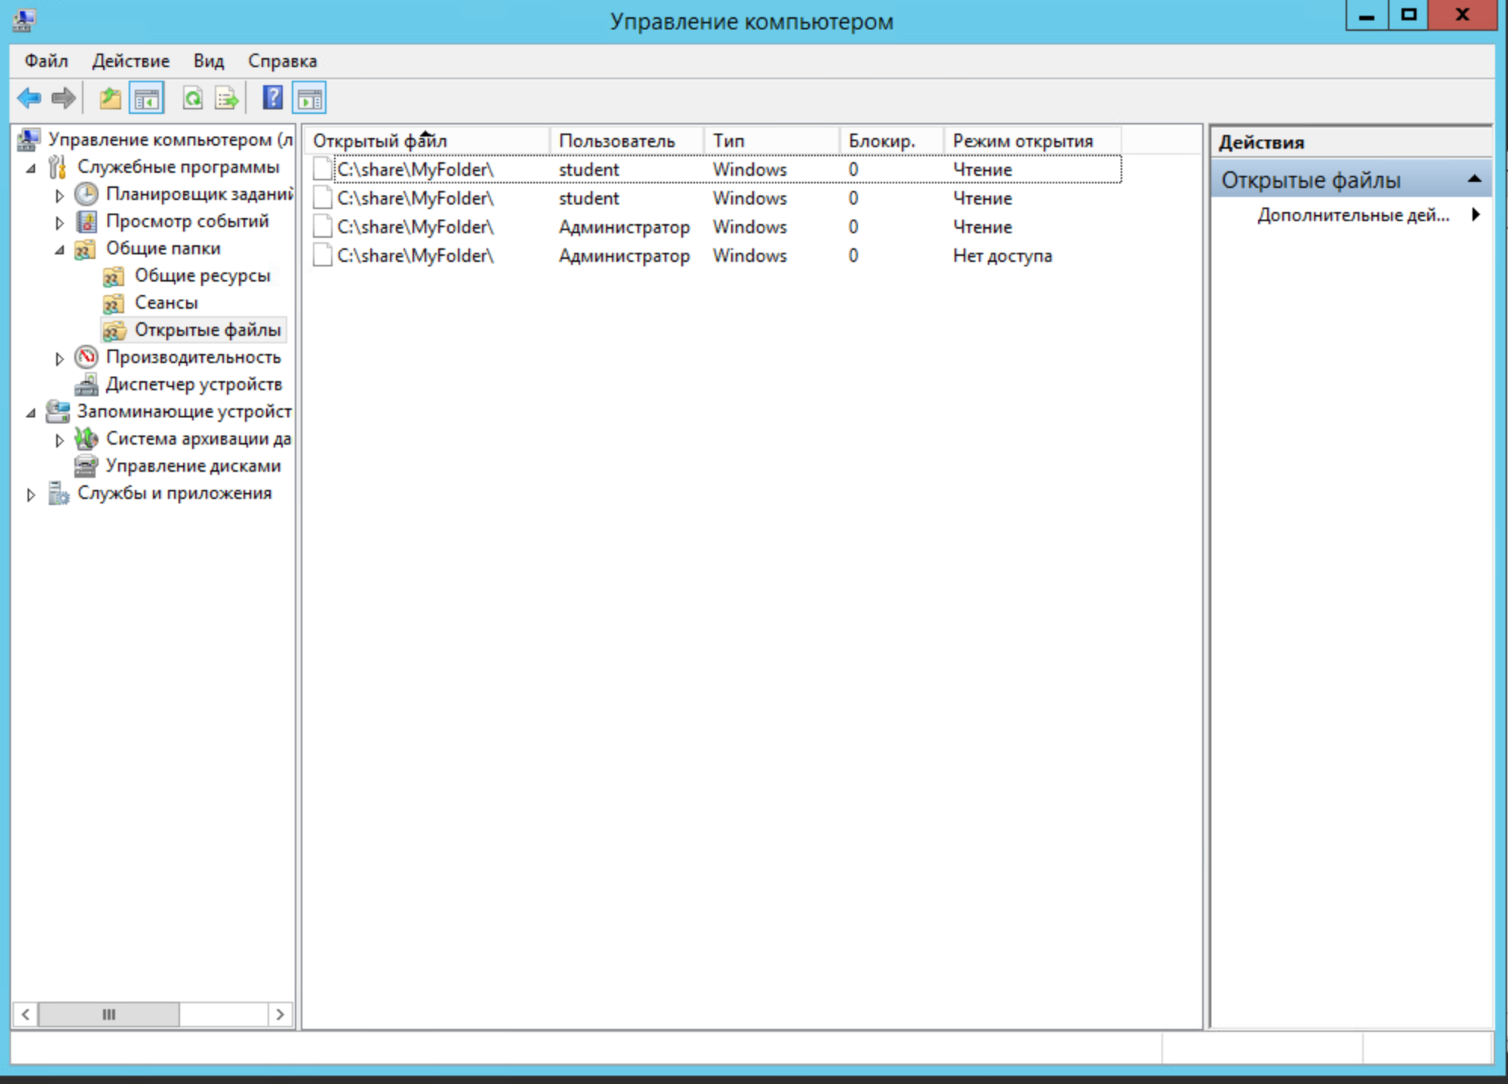 Управление компьютером
Файл Действие Вид Справка
Управление компьютером (л
Служебные программы
Планировщик заданий
Просмотр событий
Общие папки
Общие ресурсы
Сеансы
Открытые файлы
Производительность
Диспетчер устройств
Запоминающие устройст
Система архивации да
Управление дисками
Службы и приложения
Открытый файл Пользователь Тип Блокир. Режим открытия
C:\share\MyFolder\ student Windows 0 Чтение
C:\share\MyFolder\ student Windows 0 Чтение
C:\share\MyFolder\ Администратор Windows 0 Чтение
C:\share\MyFolder\ Администратор Windows 0 Нет доступа
Действия
Открытые файлы
Дополнительные дей...